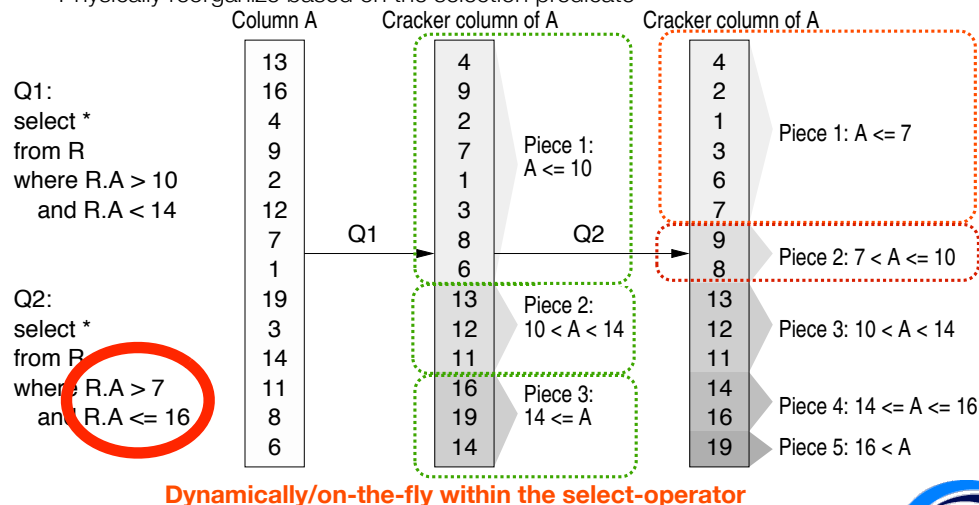 Physically reorganize based on the selection predicate
Column A
Cracker column of A
Cracker column of A
Q1:
select *
from R
where R.A > 10
and R.A < 14
Q2:
select *
from R
where R.A > 7
and R.A <= 16
13
16
4
9
2
12
7
1
19
3
14
11
8
6
Q1
4
9
2
7
1
3
8
6
13
12
11
16
19
14
Piece 1:
A <= 10
Piece 2:
10 < A < 14
Piece 3:
14 <= A
Q2
4
2
1
3
6
7
9
8
13
12
11
14
16
19
Piece 1: A <= 7
Piece 2: 7 < A <= 10
Piece 3: 10 < A < 14
Piece 4: 14 <= A <= 16
Piece 5: 16 < A
Dynamically/on-the-fly within the select-operator